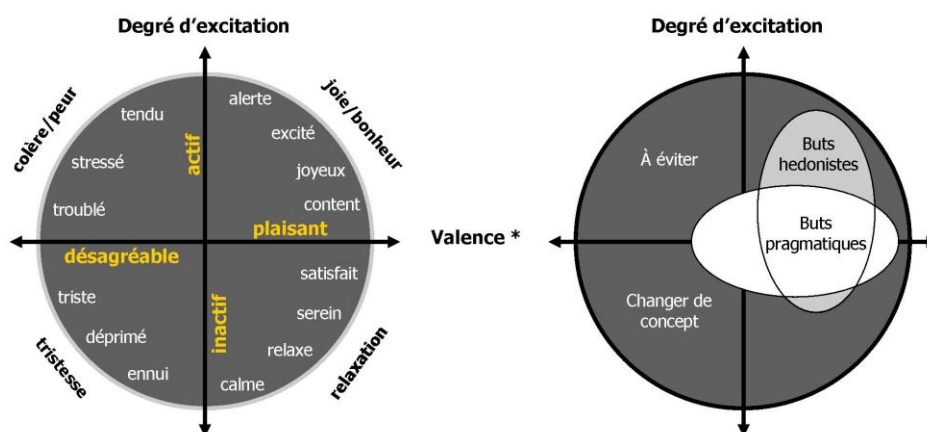 Degré d'excitation
colère/peur
joie/bonheur
tendu
alerte
excité
stressé
actif
joyeux
troublé
content
plaisant
désagréable
Valence *
satisfait
triste
serein
déprimé
inactif
relaxe
ennui
calme
tristesse
relaxation
Degré d'excitation
À éviter
Buts
hedonistes
Buts
pragmatiques
Changer de
concept